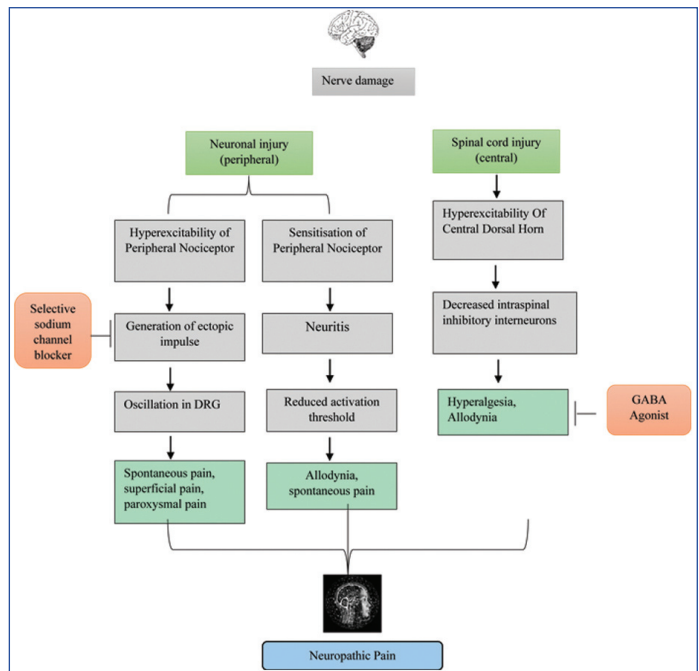 Nerve damage
Neuronal injury
(peripheral)
Spinal cord injury
(central)
Hyperexcitability of
Peripheral Nociceptor
Sensitisation of
Peripheral Nociceptor
Hyperexcitability Of
Central Dorsal Horn
Selective
sodium
channel
blocker
Generation of ectopic
impulse
Neuritis
Decreased intraspinal
inhibitory interneurons
Oscillation in DRG
Reduced activation
threshold
Hyperalgesia,
Allodynia
GABA
Agonist
Spontaneous pain,
superficial pain,
paroxysmal pain
Allodynia,
spontaneous pain
Neuropathic Pain